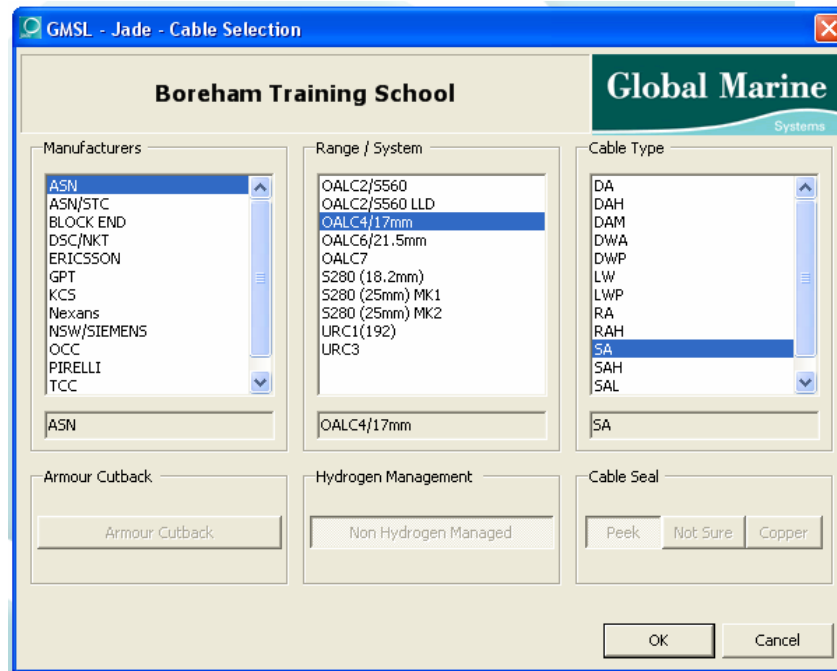 GMSL - Jade - Cable Selection
Boreham Training School
Global Marine
Systems
Manufacturers
ASN
ASN/STC
BLOCK END
DSC/NKT
ERICSSON
GPT
KCS
Nexans
NSW/SIEMENS
OCC
PIRELLI
TCC
ASN
Range / System
OALC2/S560
OALC2/S560 LLD
OALC4/17mm
OALC6/21.5mm
OALC7
S280 (18.2mm)
S280 (25mm) MK1
S280 (25mm) MK2
URC1(192)
URC3
OALC4/17mm
Cable Type
DA
DAH
DAM
DWA
DWP
LW
LWP
RA
RAH
SA
SAH
SAL
SA
Armour Cutback
Armour Cutback
Hydrogen Management
Non Hydrogen Managed
Cable Seal
Peek Not Sure Copper
OK Cancel